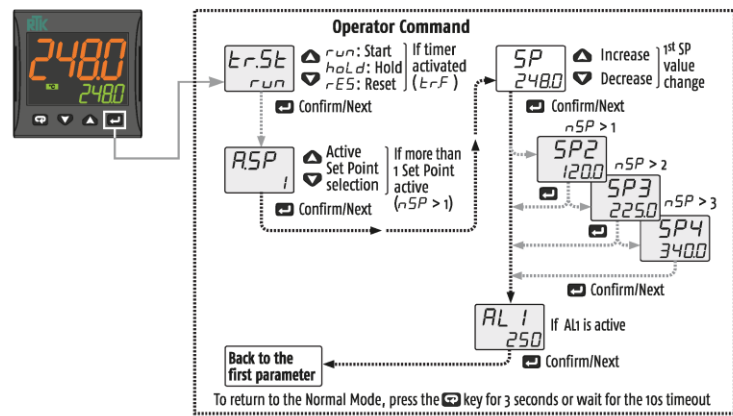 Operator Command
RTK
248.0
°C
248.0
tr.St
run
run: Start
hoLd: Hold
rES: Reset
If timer
activated
(tr.F)
Confirm/Next
SP
248.0
Increase
Decrease
1st SP
value
change
Confirm/Next
A.SP
1
Active
Set Point
selection
If more than
1 Set Point
active
(nSP > 1)
Confirm/Next
nSP > 1
SP2
120.0
nSP > 2
SP3
225.0
nSP > 3
SP4
340.0
Confirm/Next
AL 1
250
If AL1 is active
Confirm/Next
Back to the
first parameter
To return to the Normal Mode, press the key for 3 seconds or wait for the 10s timeout